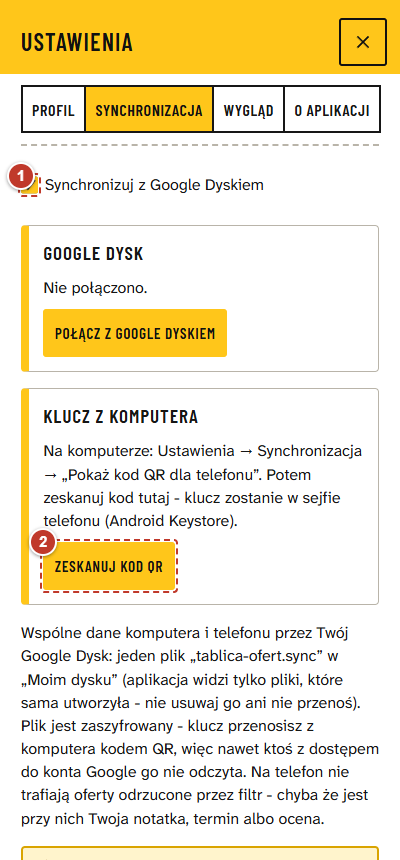 USTAWIENIA
×
PROFIL SYNCHRONIZACJA WYGLĄD O APLIKACJI
1 Synchronizuj z Google Dyskiem
GOOGLE DYSK
Nie połączono.
POŁĄCZ Z GOOGLE DYSKIEM
KLUCZ Z KOMPUTERA
Na komputerze: Ustawienia → Synchronizacja
→ „Pokaż kod QR dla telefonu”. Potem
zeskanuj kod tutaj - klucz zostanie w sejfie
telefonu (Android Keystore).
2
ZESKANUJ KOD QR
Wspólne dane komputera i telefonu przez Twój
Google Dysk: jeden plik „tablica-ofert.sync” w
„Moim dysku” (aplikacja widzi tylko pliki, które
sama utworzyła - nie usuwaj go ani nie przenoś).
Plik jest zaszyfrowany - klucz przenosisz z
komputera kodem QR, więc nawet ktoś z dostępem
do konta Google go nie odczyta. Na telefon nie
trafiają oferty odrzucone przez filtr - chyba że jest
przy nich Twoja notatka, termin albo ocena.